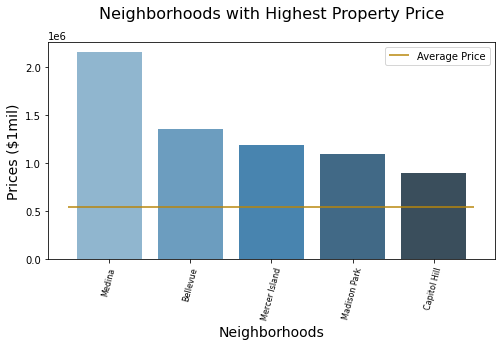 Neighborhoods with Highest Property Price
1e6
Average Price
2.0
1.5
1.0
0.5
0.0
Prices ($1mil)
Medina
Bellevue
Mercer Island
Madison Park
Capitol Hill
Neighborhoods